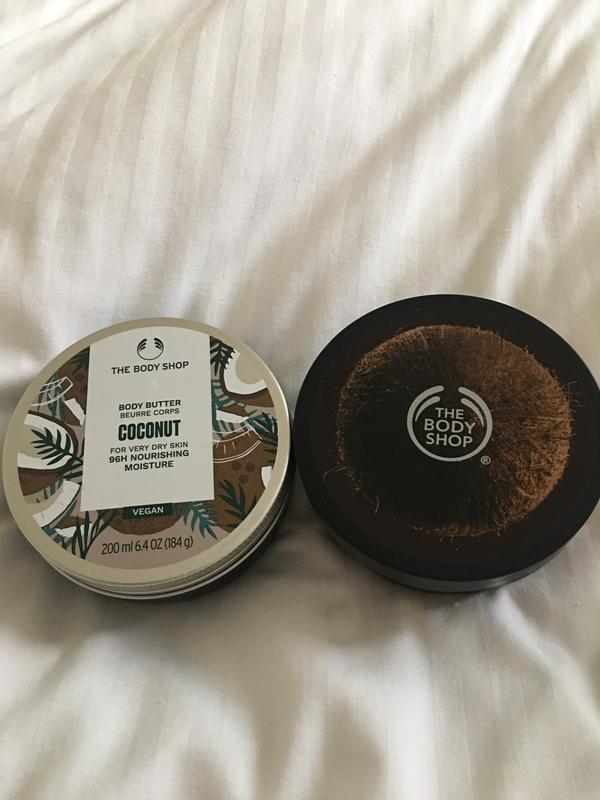 THE BODY SHOP
BODY BUTTER
BEURRE CORPS
COCONUT
FOR VERY DRY SKIN
96H NOURISHING
MOISTURE
VEGAN
200 ml 6.4 OZ (184 g)
THE
BODY
SHOP
®